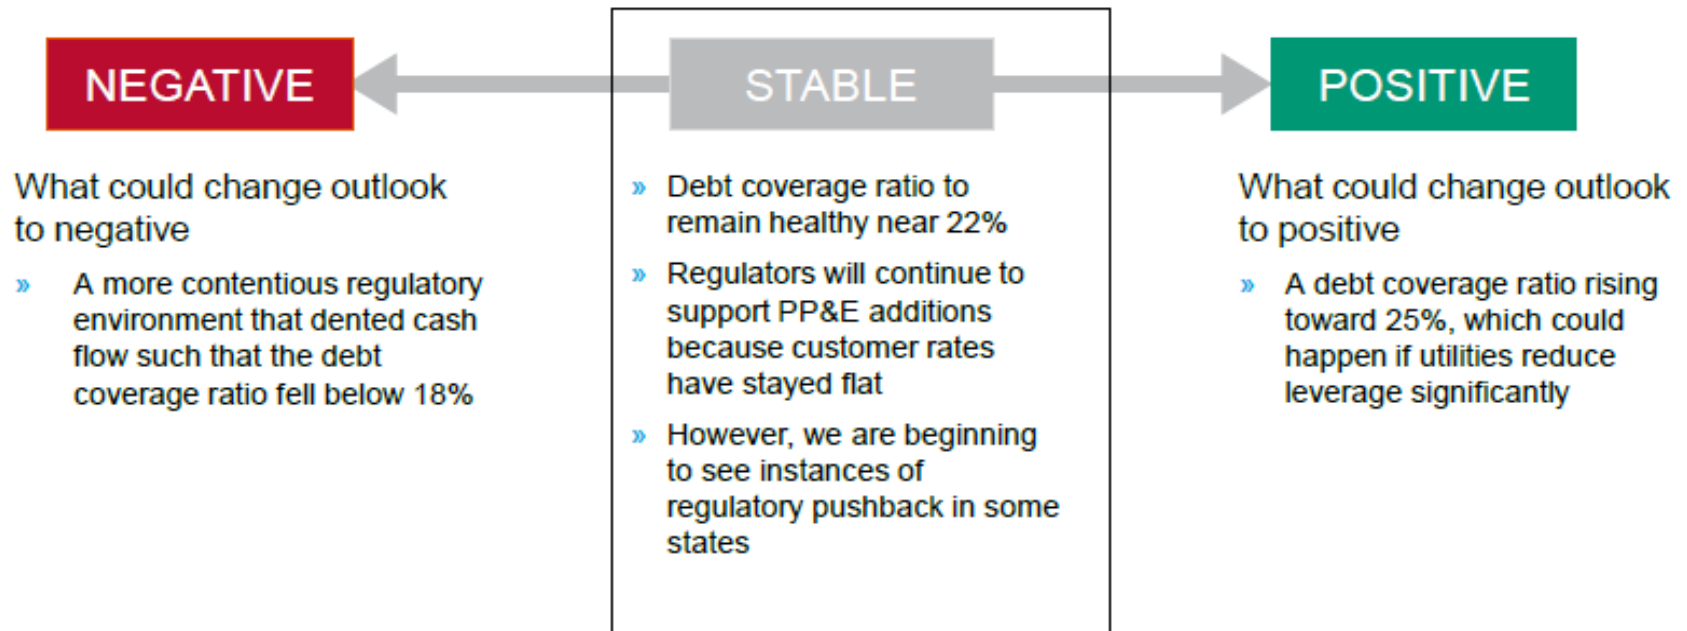 NEGATIVE
STABLE
POSITIVE
What could change outlook
to negative
» A more contentious regulatory
environment that dented cash
flow such that the debt
coverage ratio fell below 18%
» Debt coverage ratio to
remain healthy near 22%
» Regulators will continue to
support PP&E additions
because customer rates
have stayed flat
» However, we are beginning
to see instances of
regulatory pushback in some
states
What could change outlook
to positive
» A debt coverage ratio rising
toward 25%, which could
happen if utilities reduce
leverage significantly